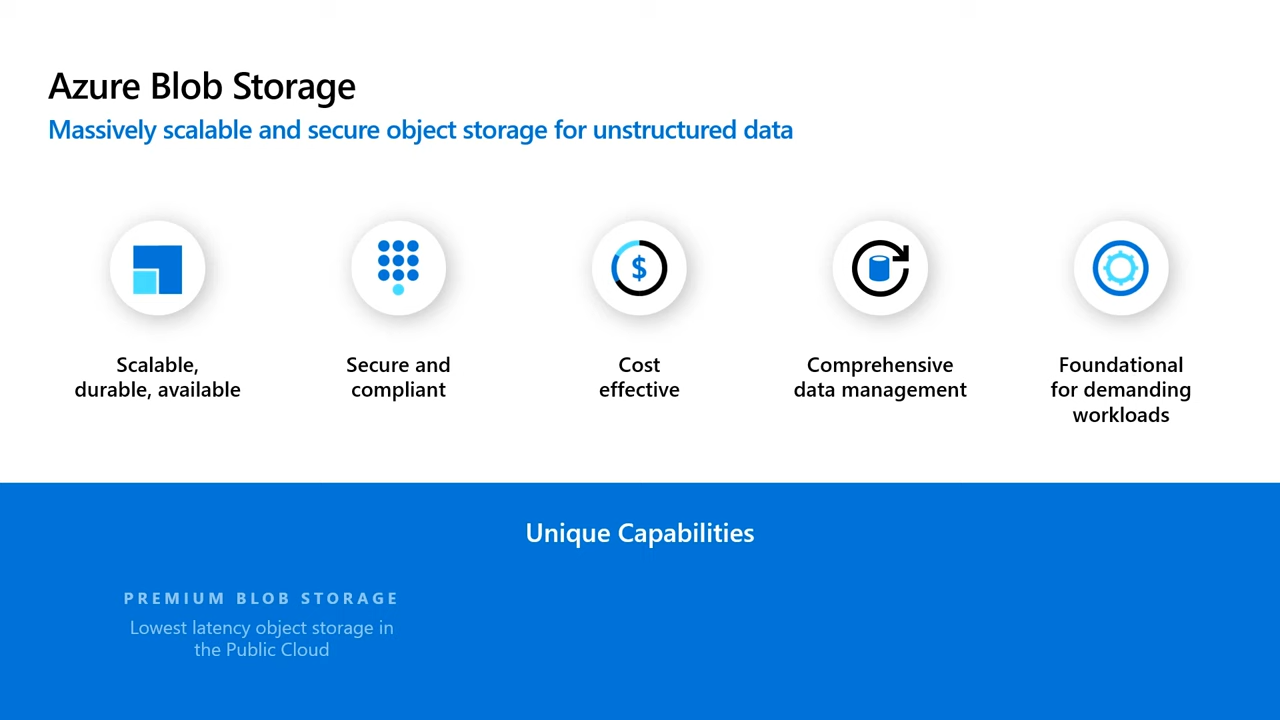 Azure Blob Storage
Massively scalable and secure object storage for unstructured data
$
Scalable,
durable, available
Secure and
compliant
Cost
effective
Comprehensive
data management
Foundational
for demanding
workloads
Unique Capabilities
PREMIUM BLOB STORAGE
Lowest latency object storage in
the Public Cloud